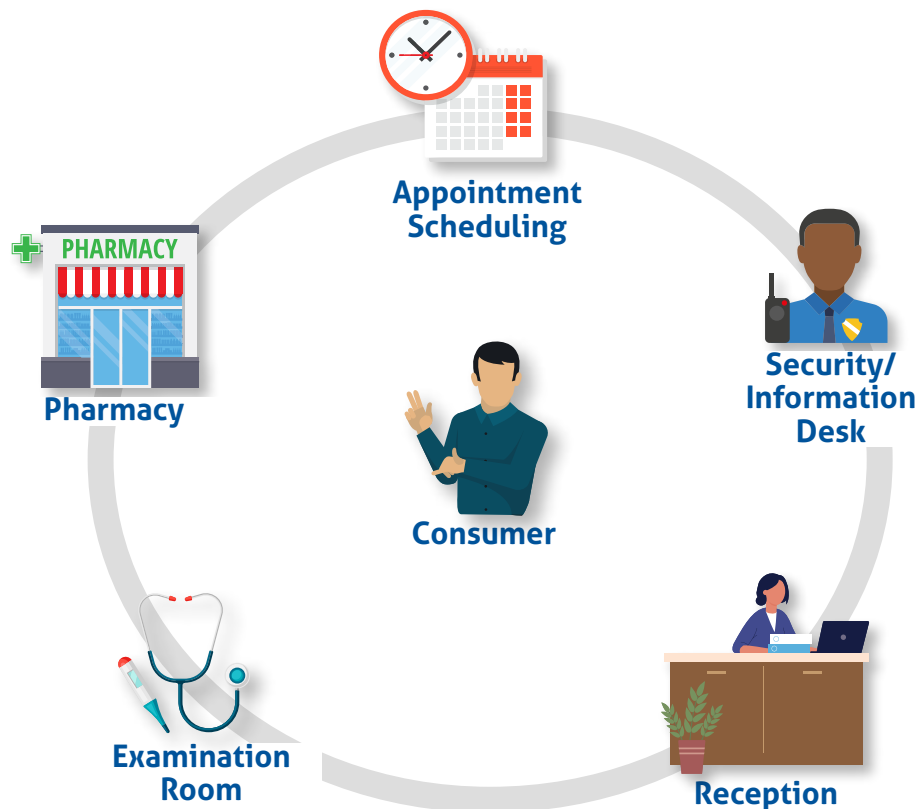 Appointment
Scheduling
PHARMACY
Pharmacy
Security/
Information
Desk
Consumer
Examination
Room
Reception